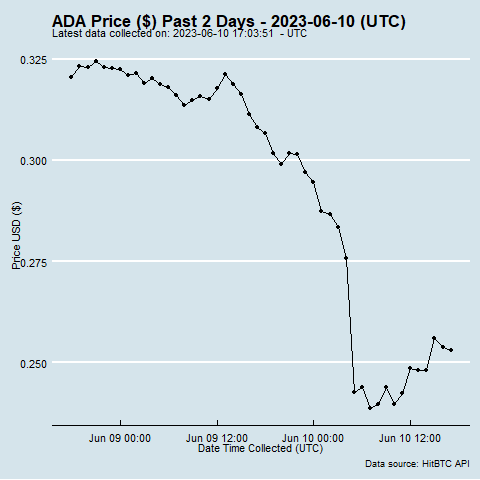 ADA Price ($) Past 2 Days - 2023-06-10 (UTC)
Latest data collected on: 2023-06-10 17:03:51 - UTC
0.325
0.300
0.275
0.250
Price USD ($)
Jun 09 00:00 Jun 09 12:00 Jun 10 00:00 Jun 10 12:00
Date Time Collected (UTC)
Data source: HitBTC API